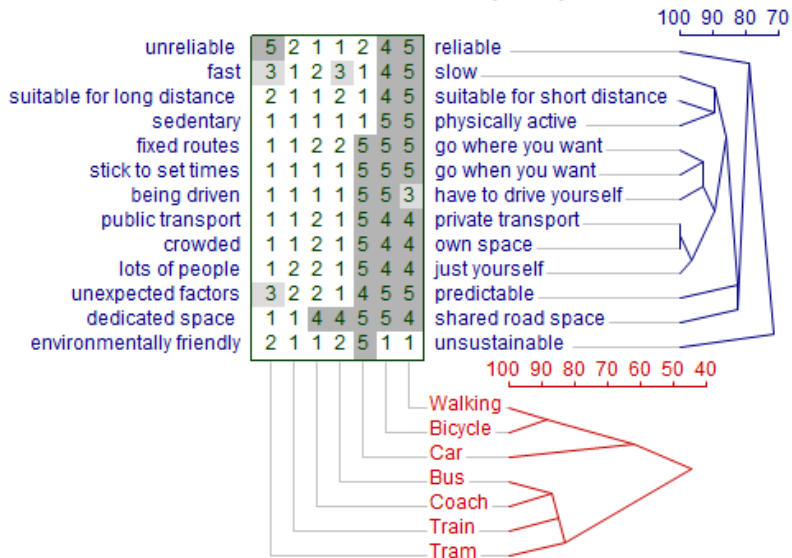 100 90 80 70
unreliable 5 2 1 1 2 4 5 reliable
fast 3 1 2 3 1 4 5 slow
suitable for long distance 2 1 1 2 1 4 5 suitable for short distance
sedentary 1 1 1 1 1 5 5 physically active
fixed routes 1 1 2 2 5 5 5 go where you want
stick to set times 1 1 1 1 5 5 5 go when you want
being driven 1 1 1 1 5 5 3 have to drive yourself
public transport 1 1 2 1 5 4 4 private transport
crowded 1 1 2 1 5 4 4 own space
lots of people 1 2 2 1 5 4 4 just yourself
unexpected factors 3 2 2 1 4 5 5 predictable
dedicated space 1 1 4 4 5 5 4 shared road space
environmentally friendly 2 1 1 2 5 1 1 unsustainable
100 90 80 70 60 50 40
Walking
Bicycle
Car
Bus
Coach
Train
Tram